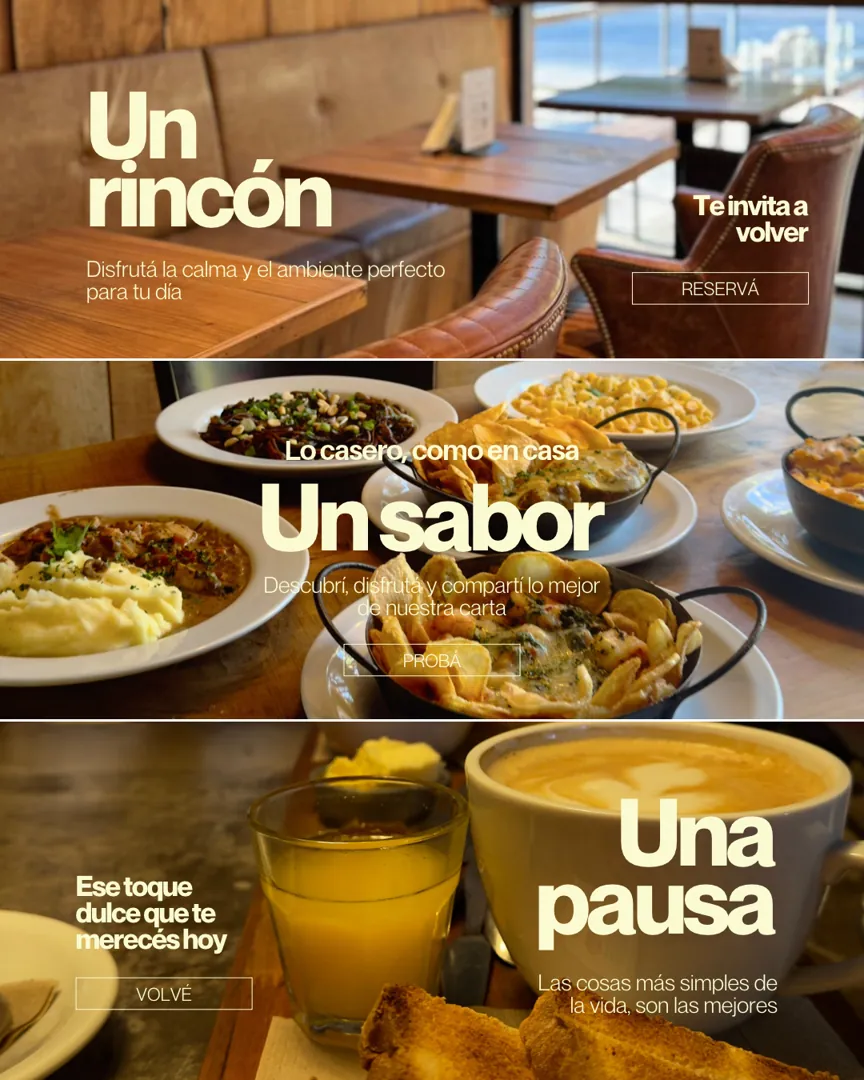 Un
rincón
Disfrutá la calma y el ambiente perfecto
para tu día
Te invita a
volver
RESERVÁ
Lo casero, como en casa
Un sabor
Descubrí, disfrutá y compartí lo mejor
de nuestra carta
PROBÁ
Ese toque
dulce que te
merecés hoy
VOLVÉ
Una
pausa
Las cosas más simples de
la vida, son las mejores